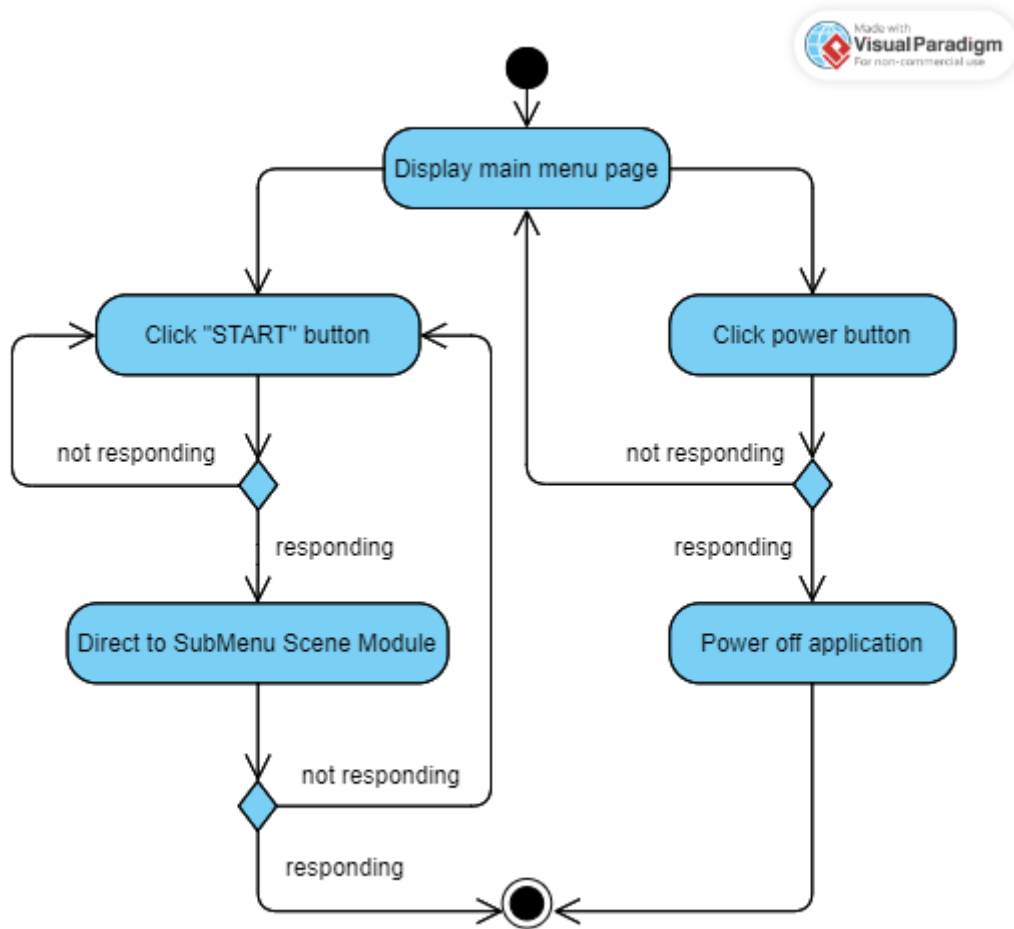 Made with
Visual Paradigm
For non-commercial use
Display main menu page
Click "START" button
Click power button
not responding
not responding
responding
responding
Direct to SubMenu Scene Module
Power off application
not responding
responding